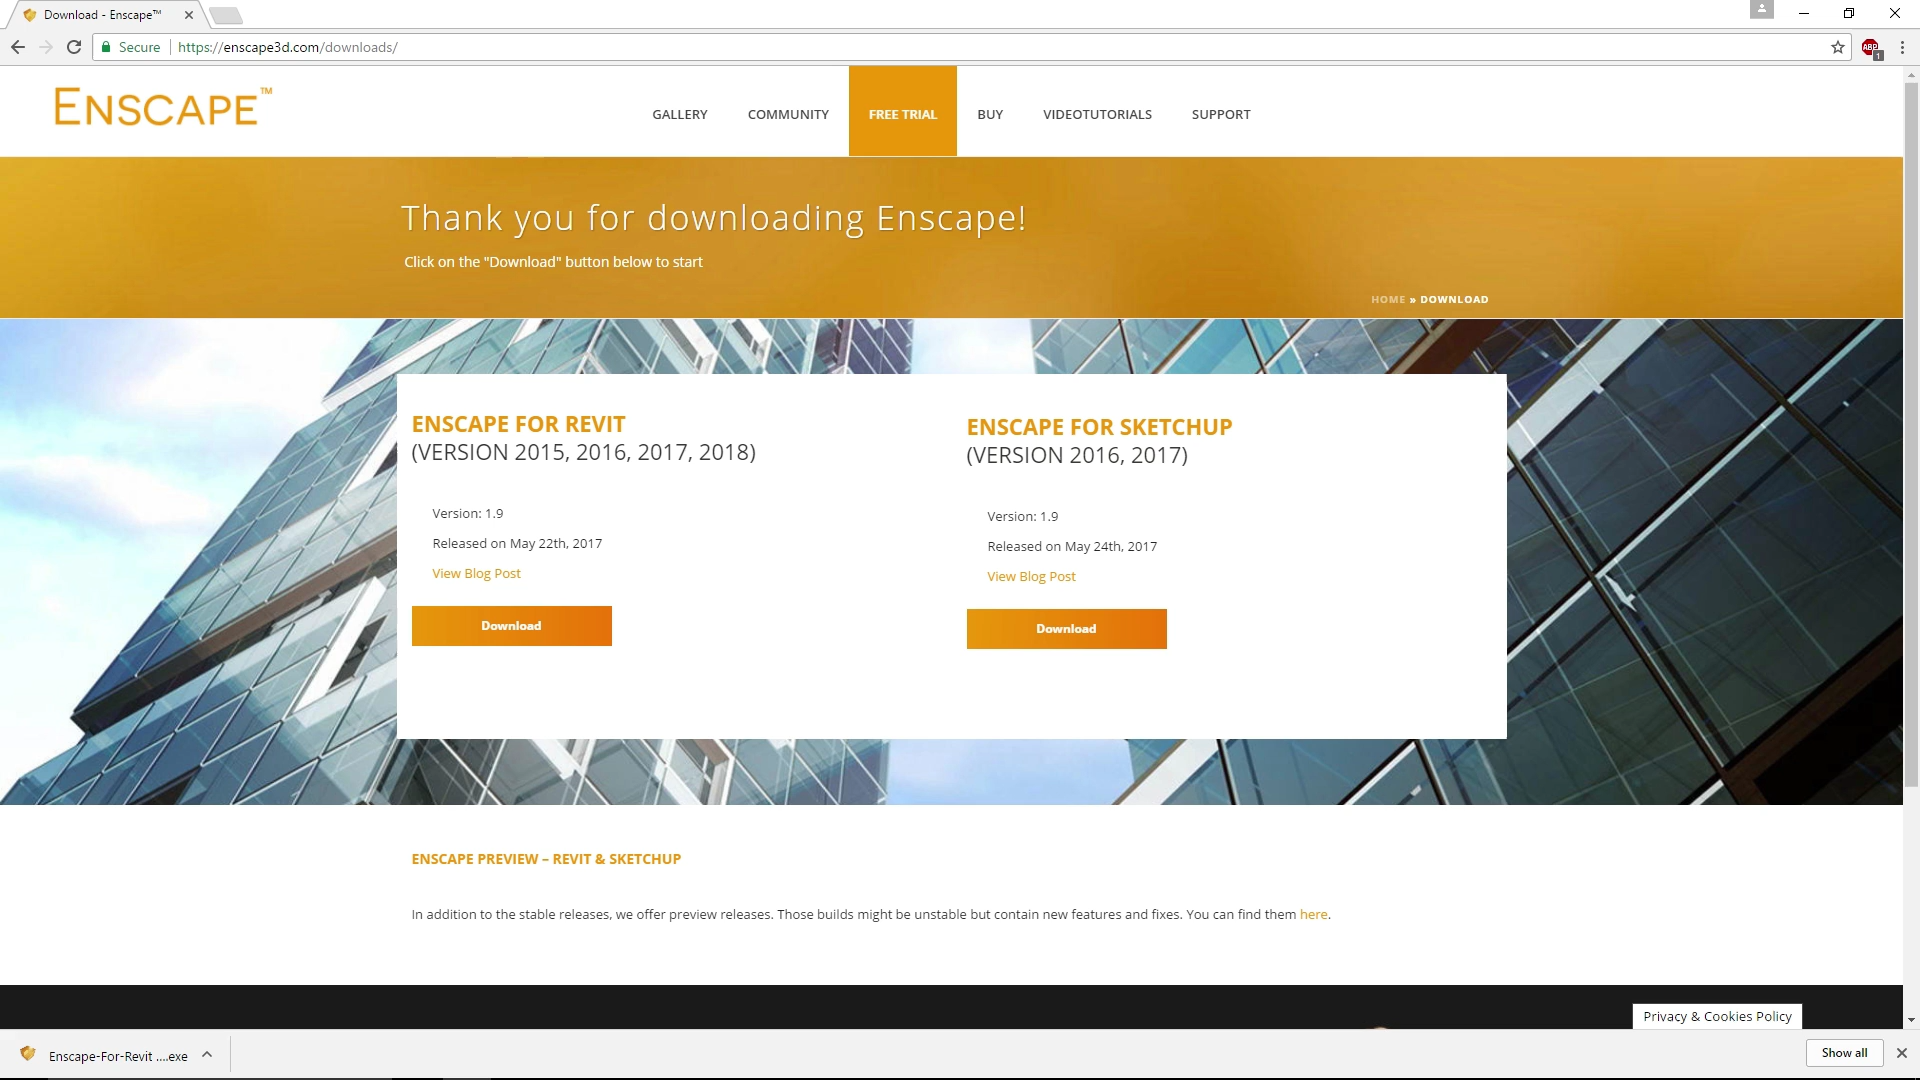 Download - Enscape™
Secure
https://enscape3d.com/downloads/
ABP
1
ENSCAPE™
GALLERY
COMMUNITY
FREE TRIAL
BUY
VIDEOTUTORIALS
SUPPORT
Thank you for downloading Enscape!
Click on the "Download" button below to start
HOME » DOWNLOAD
ENSCAPE FOR REVIT
(VERSION 2015, 2016, 2017, 2018)
Version: 1.9
Released on May 22th, 2017
View Blog Post
Download
ENSCAPE FOR SKETCHUP
(VERSION 2016, 2017)
Version: 1.9
Released on May 24th, 2017
View Blog Post
Download
ENSCAPE PREVIEW – REVIT & SKETCHUP
In addition to the stable releases, we offer preview releases. Those builds might be unstable but contain new features and fixes. You can find them here.
Privacy & Cookies Policy
Enscape-For-Revit ....exe
Show all